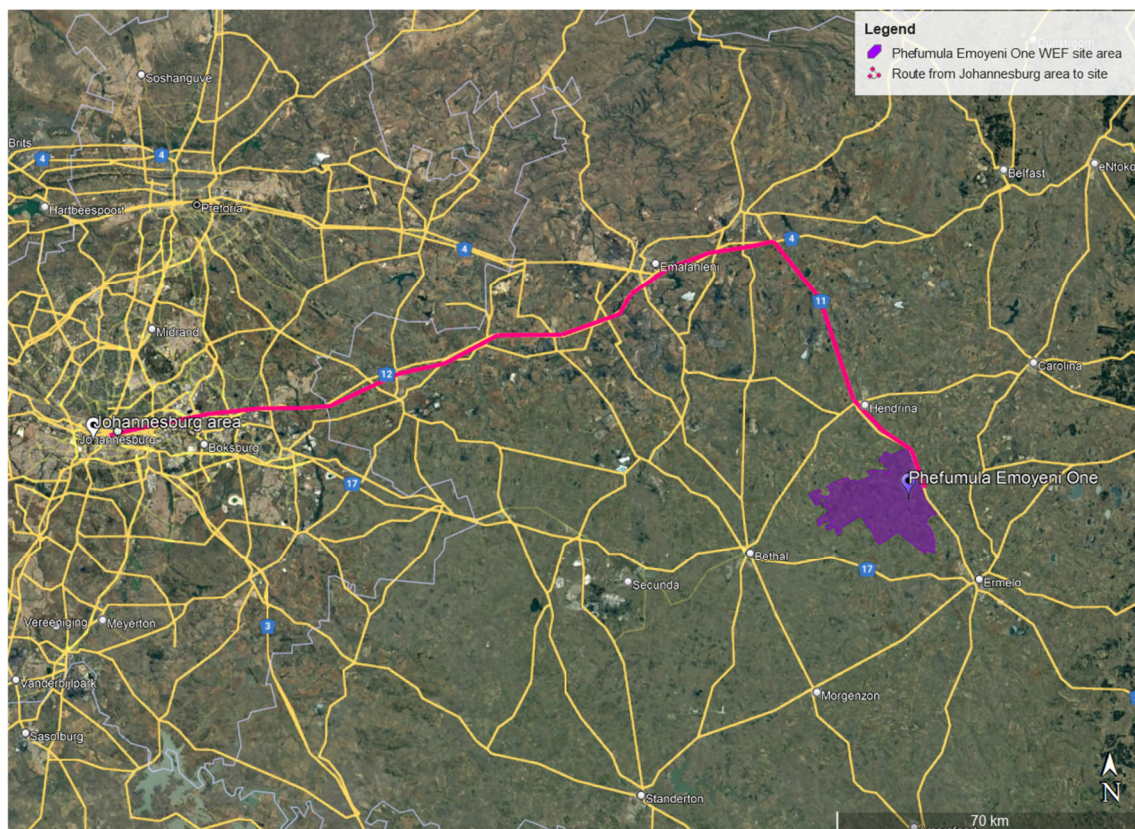 Legend
Phefumula Emoyeni One WEF site area
Route from Johannesburg area to site
Soshanguve
Brits
4
4
Belfast
eNtoko
Hartbeespoort
Pretoria
4
4
Emalahleni
11
Midrand
12
Carolina
Hendrina
Johannesburg area
Johannesburg
Boksburg
17
Phefumula Emoyeni One
Bethal
17
Secunda
Ermelo
Vereeniging
Meyerton
3
Vanderbijlpark
Morgenzon
Sasolburg
Standerton
N
70 km